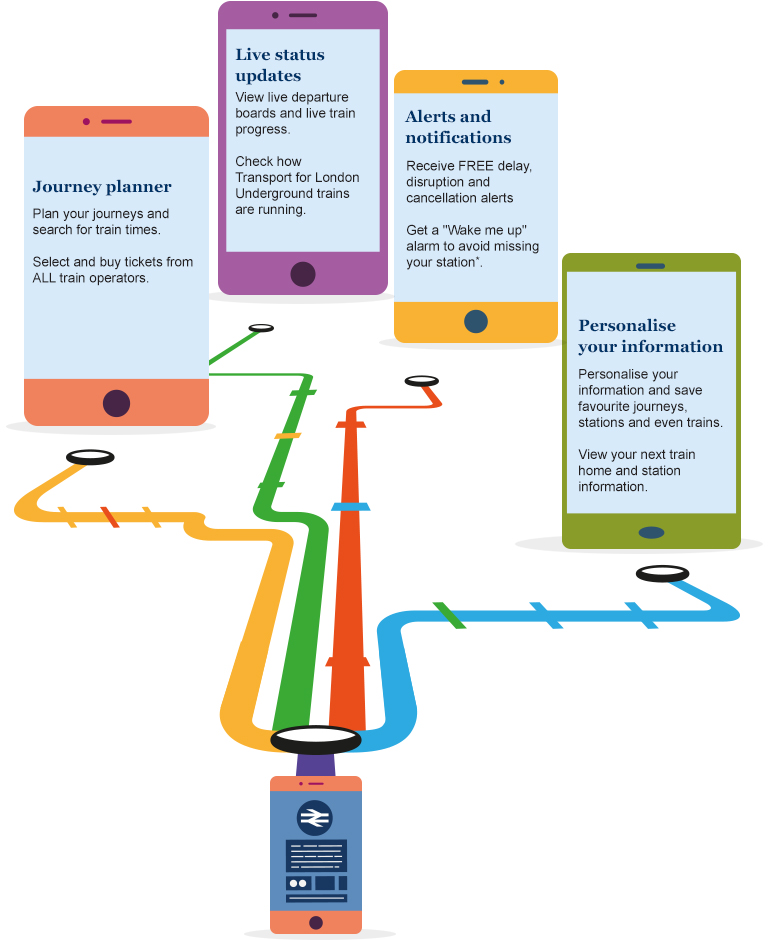 Live status
updates
View live departure
boards and live train
progress.
Check how
Transport for London
Underground trains
are running.
Alerts and
notifications
Receive FREE delay,
disruption and
cancellation alerts
Get a "Wake me up"
alarm to avoid missing
your station*.
Journey planner
Plan your journeys and
search for train times.
Select and buy tickets from
ALL train operators.
Personalise
your information
Personalise your
information and save
favourite journeys,
stations and even trains.
View your next train
home and station
information.